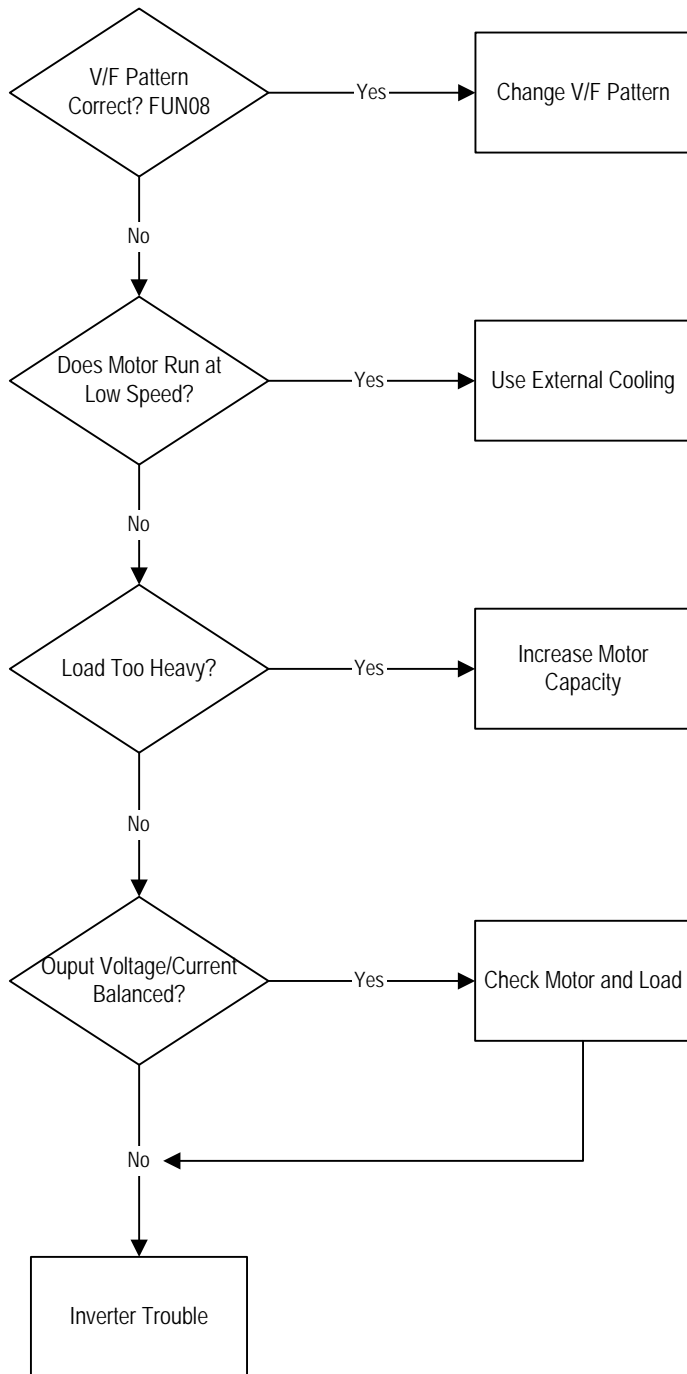 V/F Pattern
Correct? FUN08
Yes
Change V/F Pattern
No
Does Motor Run at
Low Speed?
Yes
Use External Cooling
No
Load Too Heavy?
Yes
Increase Motor
Capacity
No
Ouput Voltage/Current
Balanced?
Yes
Check Motor and Load
No
Inverter Trouble